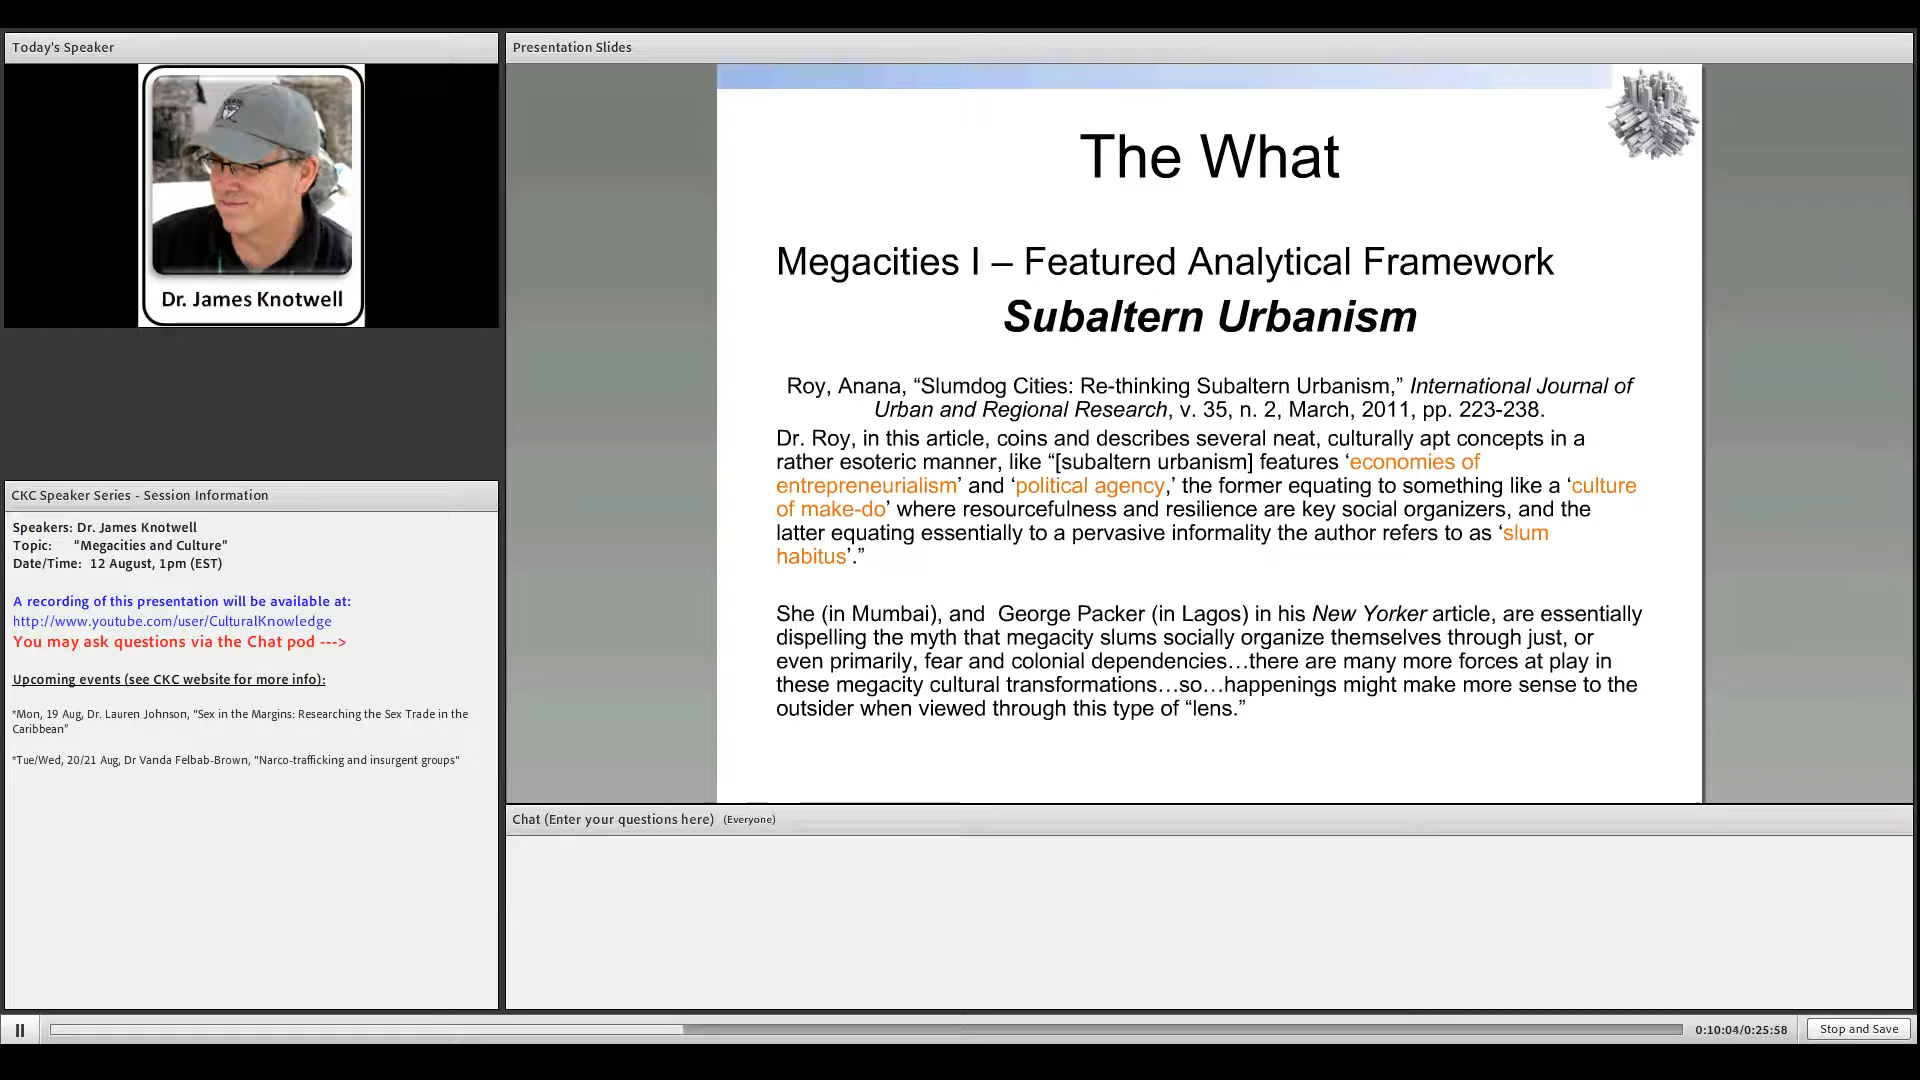 Today's Speaker
Dr. James Knotwell
CKC Speaker Series - Session Information
Speakers: Dr. James Knotwell
Topic: “Megacities and Culture”
Date/Time: 12 August, 1pm (EST)
A recording of this presentation will be available at:
http://www.youtube.com/user/CulturalKnowledge
You may ask questions via the Chat pod --->
Upcoming events (see CKC website for more info):
*Mon, 19 Aug, Dr. Lauren Johnson, "Sex in the Margins: Researching the Sex Trade in the
Caribbean”
*Tue/Wed, 20/21 Aug, Dr Vanda Felbab-Brown, "Narco-trafficking and insurgent groups"
Presentation Slides
The What
Megacities I – Featured Analytical Framework
Subaltern Urbanism
Roy, Anana, “Slumdog Cities: Re-thinking Subaltern Urbanism,” International Journal of
Urban and Regional Research, v. 35, n. 2, March, 2011, pp. 223-238.
Dr. Roy, in this article, coins and describes several neat, culturally apt concepts in a
rather esoteric manner, like “[subaltern urbanism] features ‘economies of
entrepreneurialism’ and ‘political agency,’ the former equating to something like a ‘culture
of make-do’ where resourcefulness and resilience are key social organizers, and the
latter equating essentially to a pervasive informality the author refers to as ‘slum
habitus’.”
She (in Mumbai), and George Packer (in Lagos) in his New Yorker article, are essentially
dispelling the myth that megacity slums socially organize themselves through just, or
even primarily, fear and colonial dependencies…there are many more forces at play in
these megacity cultural transformations…so…happenings might make more sense to the
outsider when viewed through this type of “lens.”
Chat (Enter your questions here) (Everyone)
0:10:04/0:25:58
Stop and Save